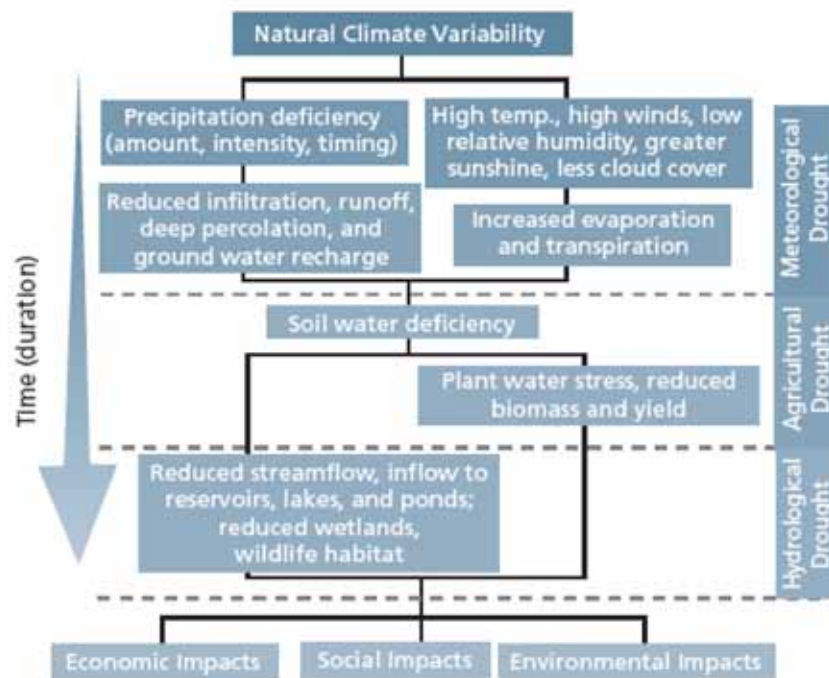 Natural Climate Variability
Precipitation deficiency
(amount, intensity, timing)
High temp., high winds, low
relative humidity, greater
sunshine, less cloud cover
Reduced infiltration, runoff,
deep percolation, and
ground water recharge
Increased evaporation
and transpiration
Meteorological
Drought
Time (duration)
Soil water deficiency
Plant water stress, reduced
biomass and yield
Agricultural
Drought
Reduced streamflow, inflow to
reservoirs, lakes, and ponds;
reduced wetlands,
wildlife habitat
Hydrological
Drought
Economic Impacts
Social Impacts
Environmental Impacts